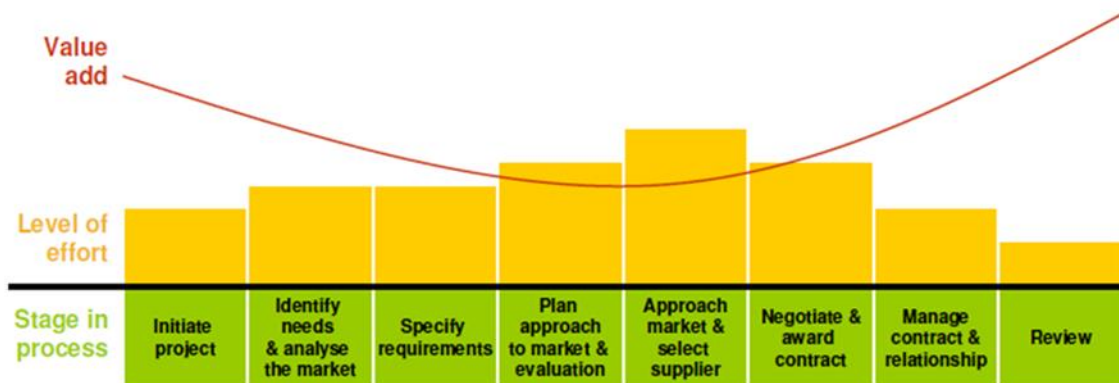 Value
add
Level of
effort
Stage in
process
Initiate
project
Identify
needs
& analyse
the market
Specify
requirements
Plan
approach
to market &
evaluation
Approach
market &
select
supplier
Negotiate &
award
contract
Manage
contract &
relationship
Review